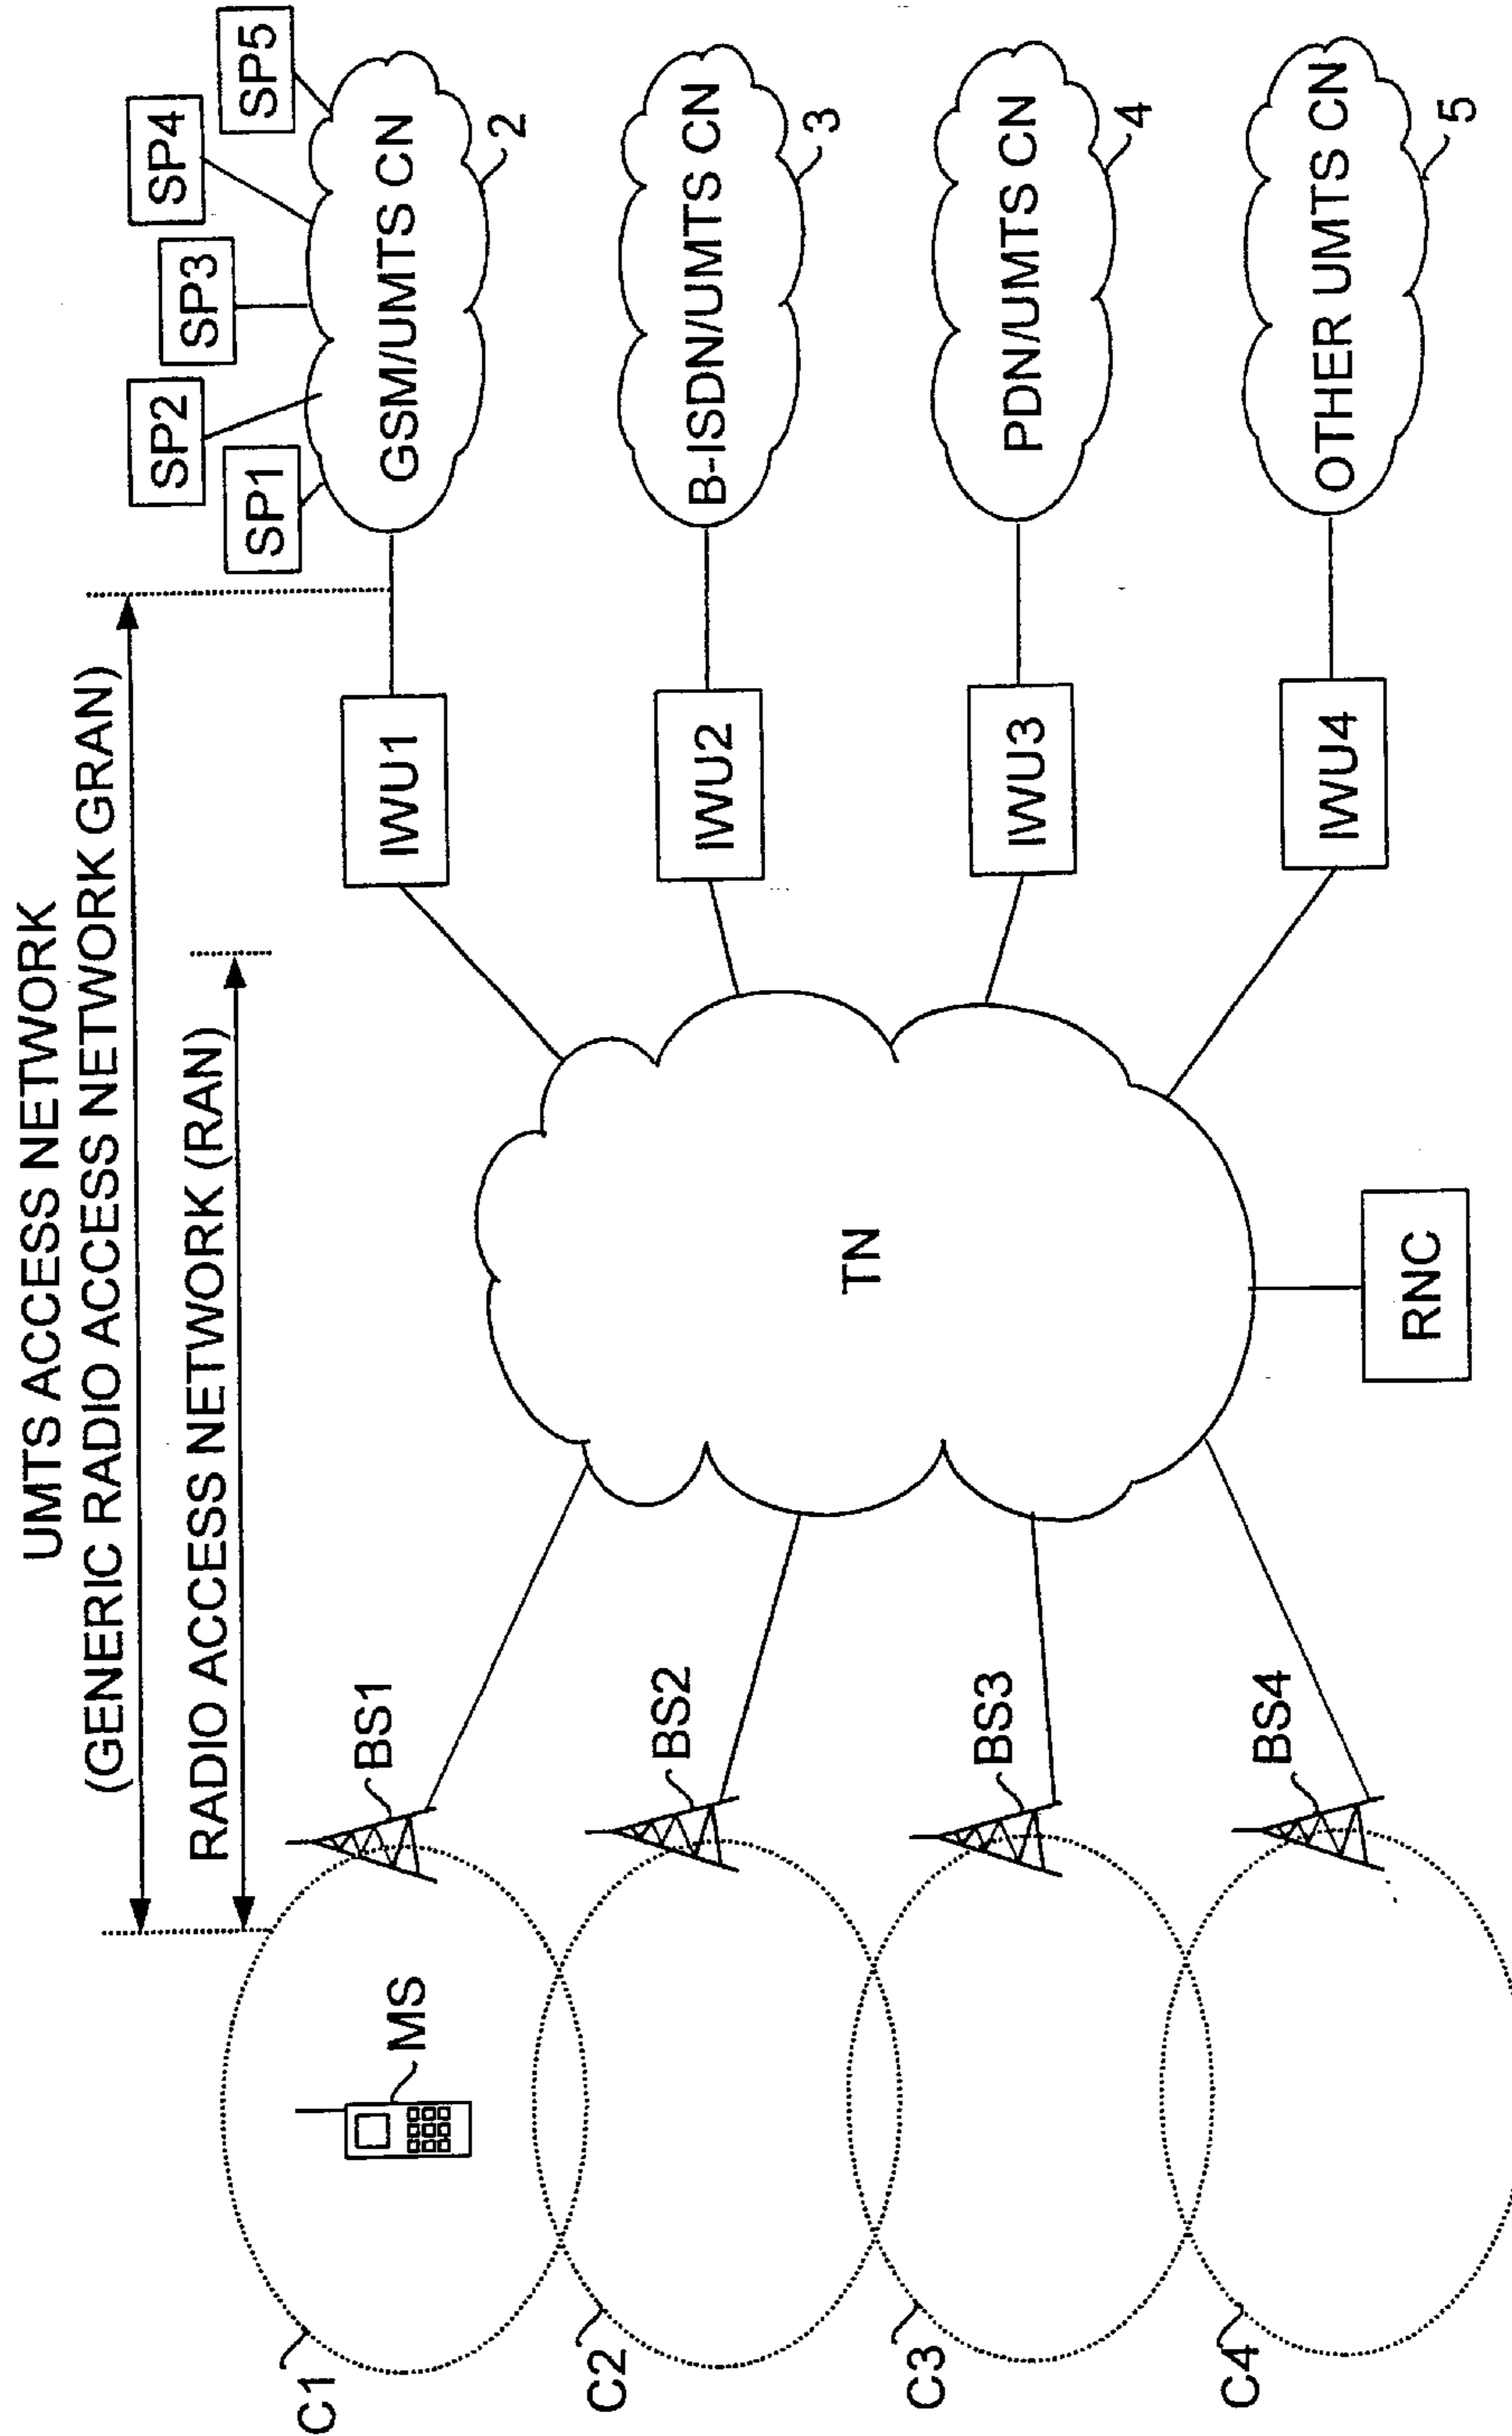 UMTS ACCESS NETWORK
(GENERIC RADIO ACCESS NETWORK GRAN)
RADIO ACCESS NETWORK (RAN)
SP1
SP2
SP3
SP4
SP5
C1
MS
BS1
IWU1
GSM/UMTS CN
2
C2
BS2
IWU2
B-ISDN/UMTS CN
3
TN
C3
BS3
IWU3
PDN/UMTS CN
4
C4
BS4
IWU4
OTHER UMTS CN
5
RNC